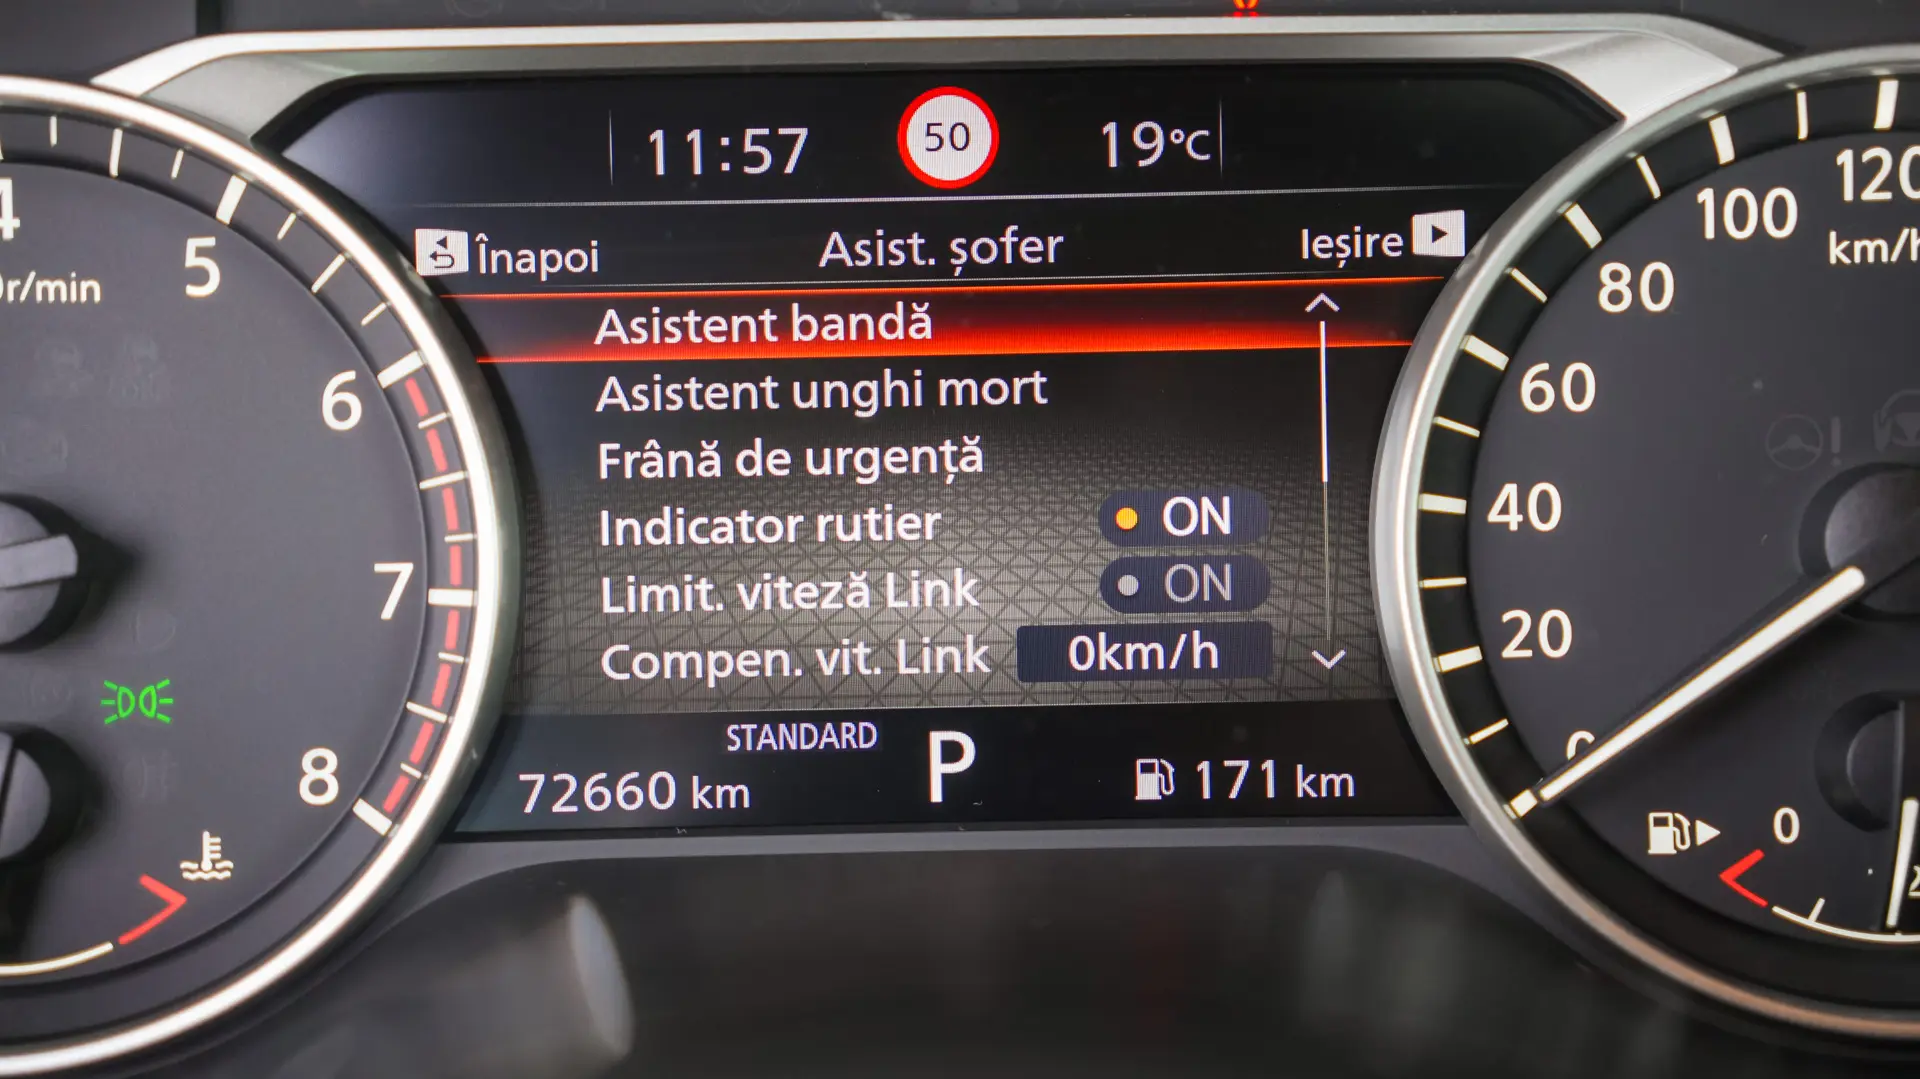 11:57 50 19°C
Înapoi Asist. șofer Ieșire
Asistent bandă
Asistent unghi mort
Frână de urgență
Indicator rutier ON
Limit. viteză Link ON
Compen. vit. Link 0km/h
STANDARD
72660 km P 171 km
4
5
r/min
6
7
8
120
km/h
100
80
60
40
20
0
0